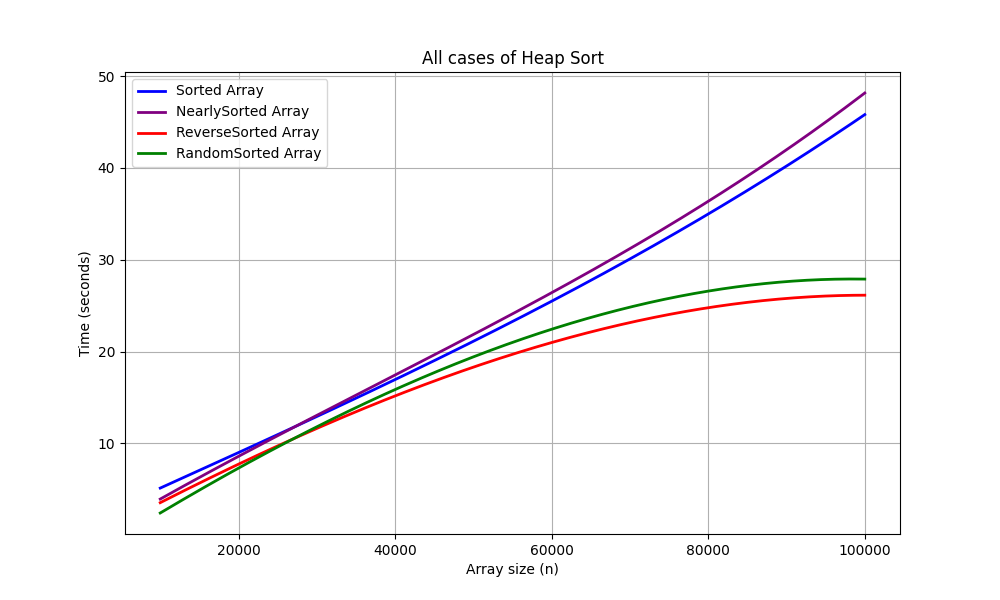 All cases of Heap Sort
Sorted Array
NearlySorted Array
ReverseSorted Array
RandomSorted Array
50
40
30
20
10
Time (seconds)
20000
40000
60000
80000
100000
Array size (n)